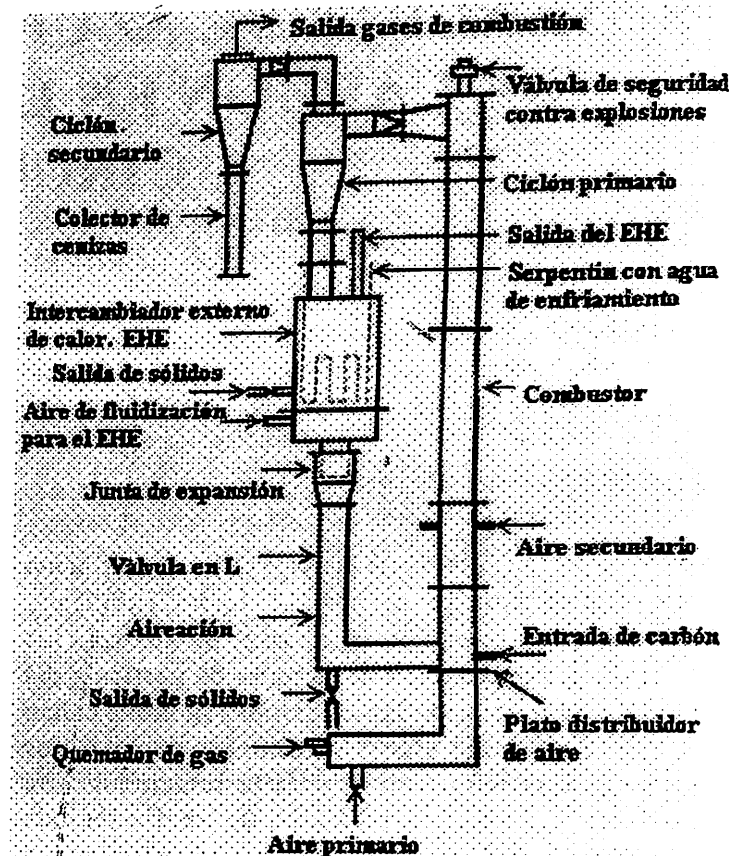 Salida gases de combustión
Válvula de seguridad
contra explosiones
Ciclón
secundario
Ciclón primario
Colector de
cenizas
Salida del EHE
Serpentin con agua
de enfriamiento
Intercambiador externo
de calor. EHE
Salida de sólidos
Combustor
Aire de fluidización
para el EHE
Junta de expansión
Aire secundario
Válvula en L
Aireación
Entrada de carbón
Salida de sólidos
Plato distribuidor
de aire
Quemador de gas
Aire primario